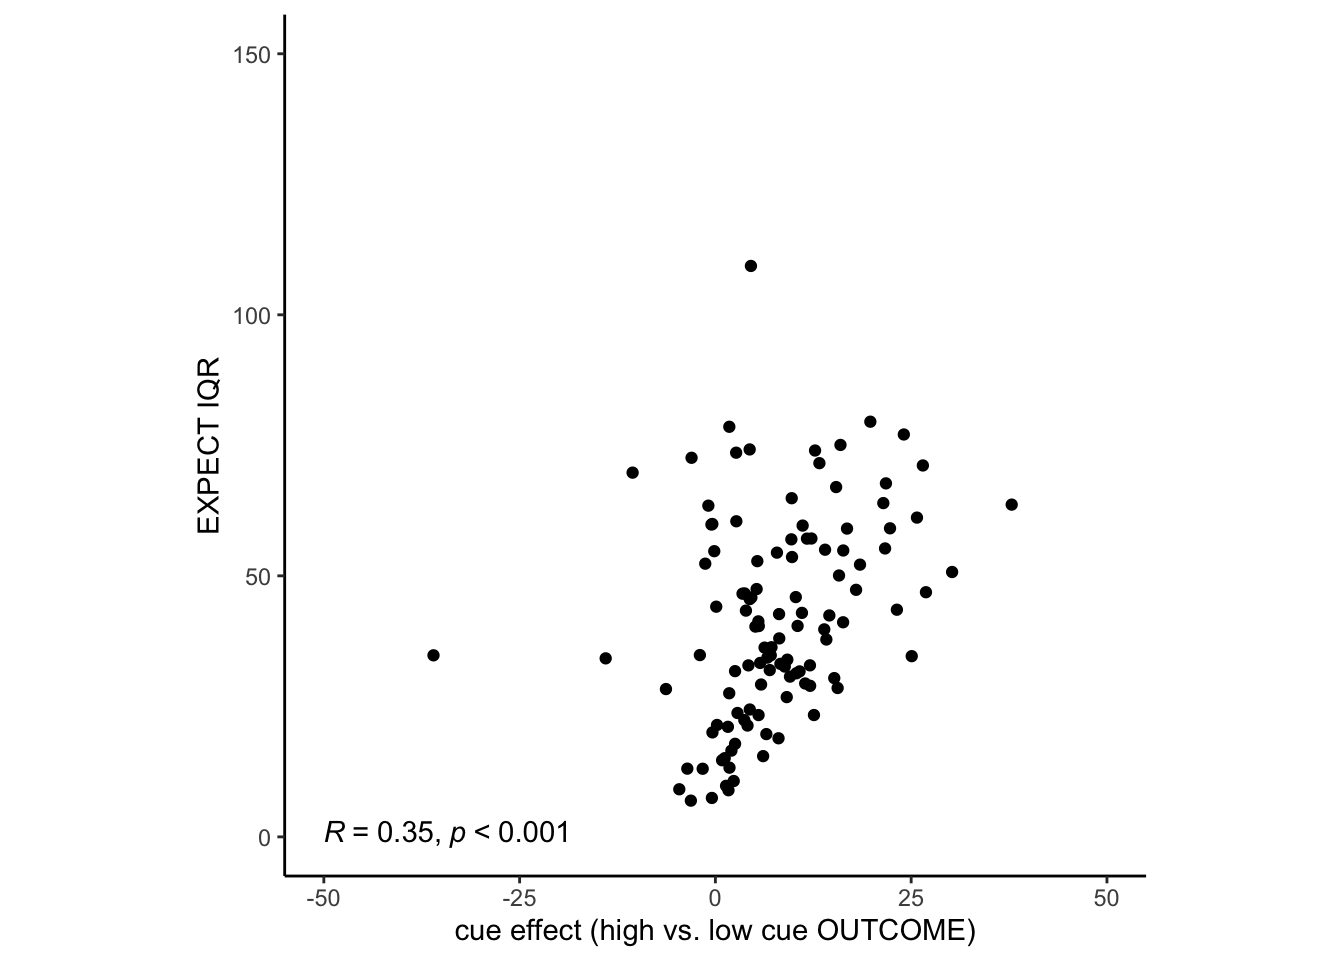 150
100
50
0
EXPECT IQR
R = 0.35, p < 0.001
-50 -25 0 25 50
cue effect (high vs. low cue OUTCOME)